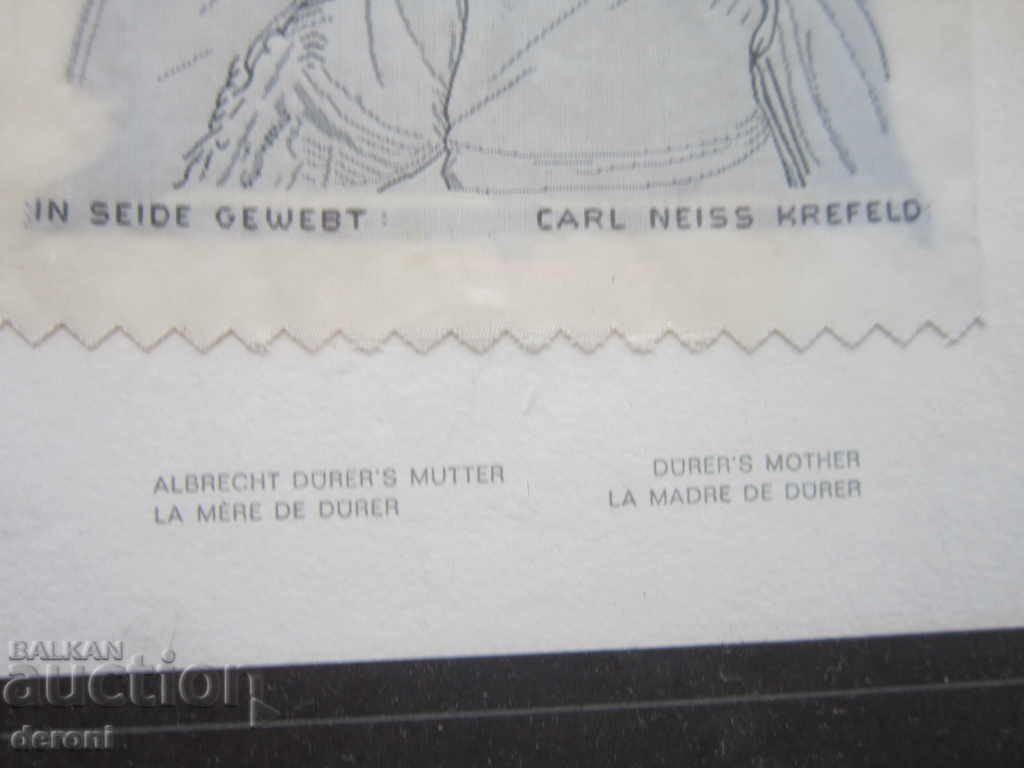 IN SEIDE GEWEBT: CARL NEISS KREFELD
ALBRECHT DÜRER'S MUTTER
LA MÈRE DE DÜRER
DÜRER'S MOTHER
LA MADRE DE DÜRER
BALKAN
auction
deroni